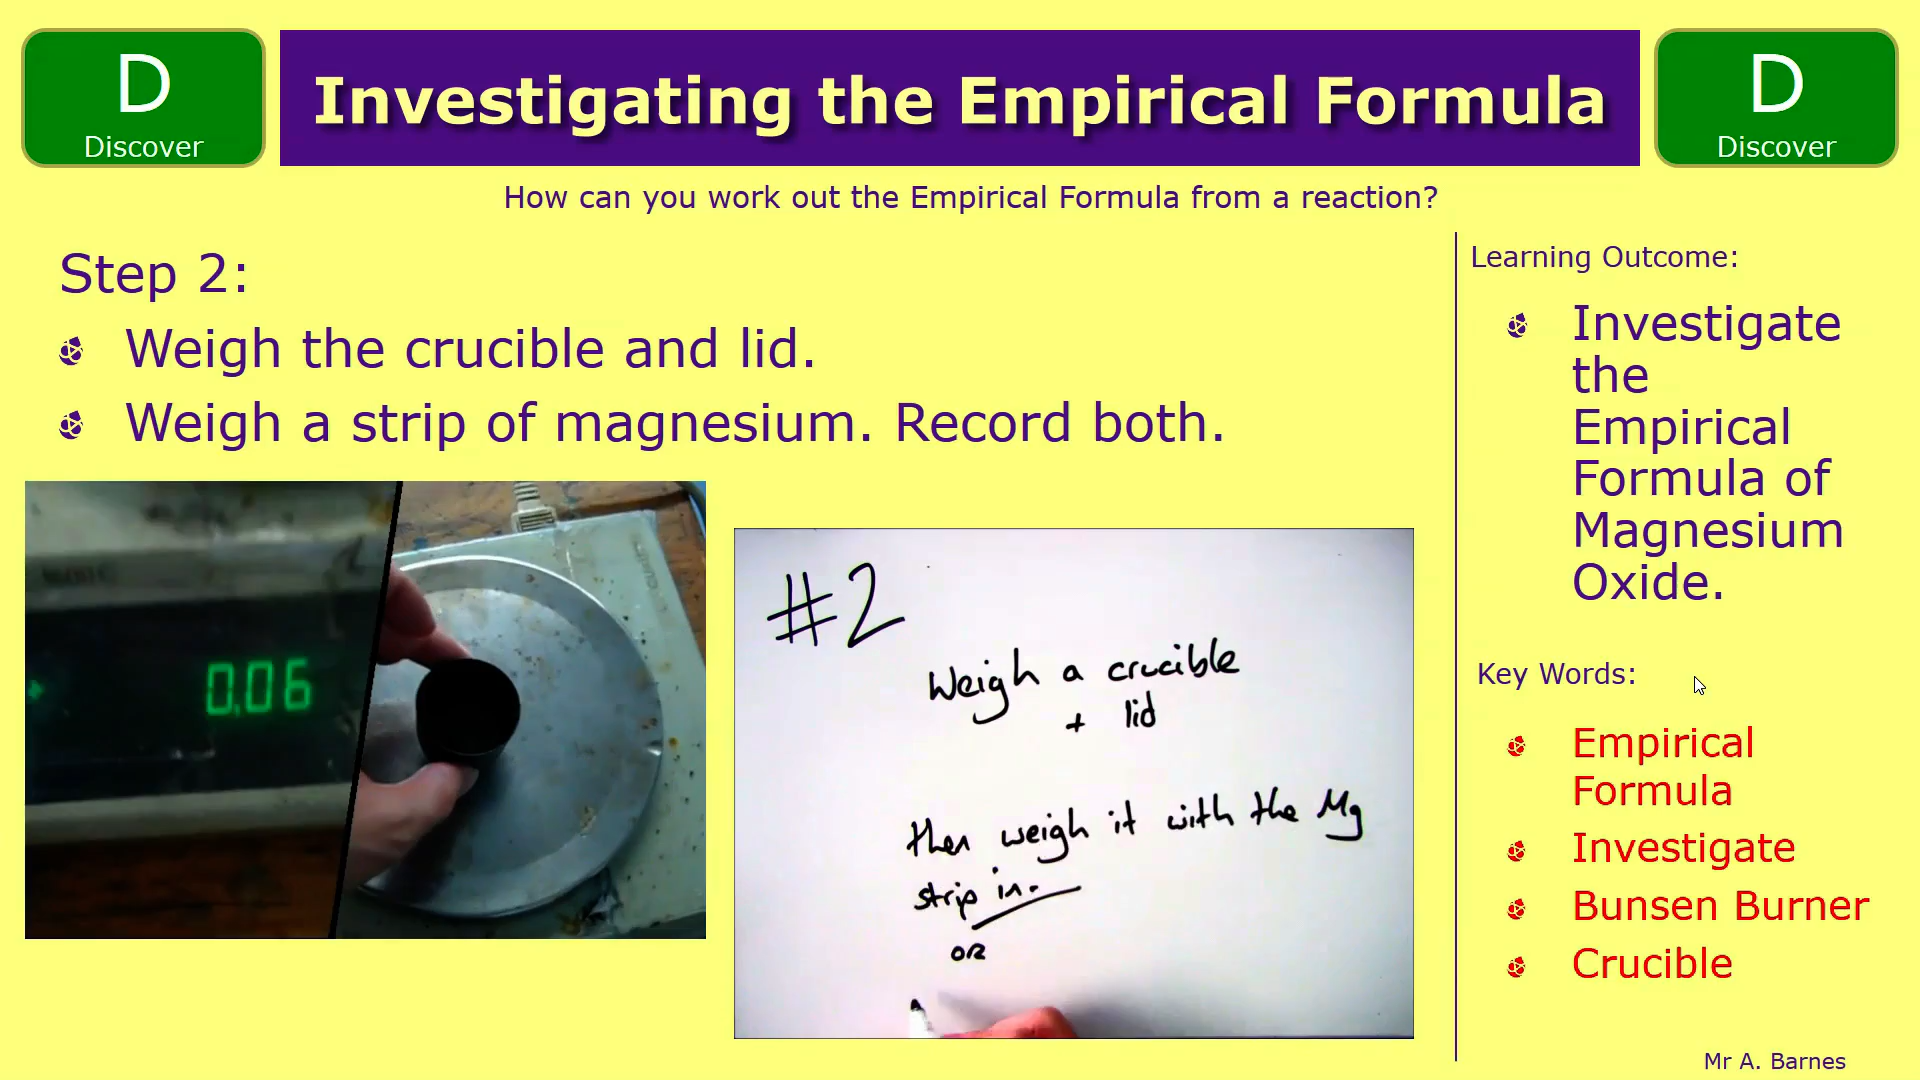 D
Discover
Investigating the Empirical Formula
D
Discover
How can you work out the Empirical Formula from a reaction?
Step 2:
Weigh the crucible and lid.
Weigh a strip of magnesium. Record both.
0.06
#2
Weigh a crucible
+ lid
then weigh it with the Mg
strip in.
OR
Learning Outcome:
Investigate
the
Empirical
Formula of
Magnesium
Oxide.
Key Words:
Empirical
Formula
Investigate
Bunsen Burner
Crucible
Mr A. Barnes